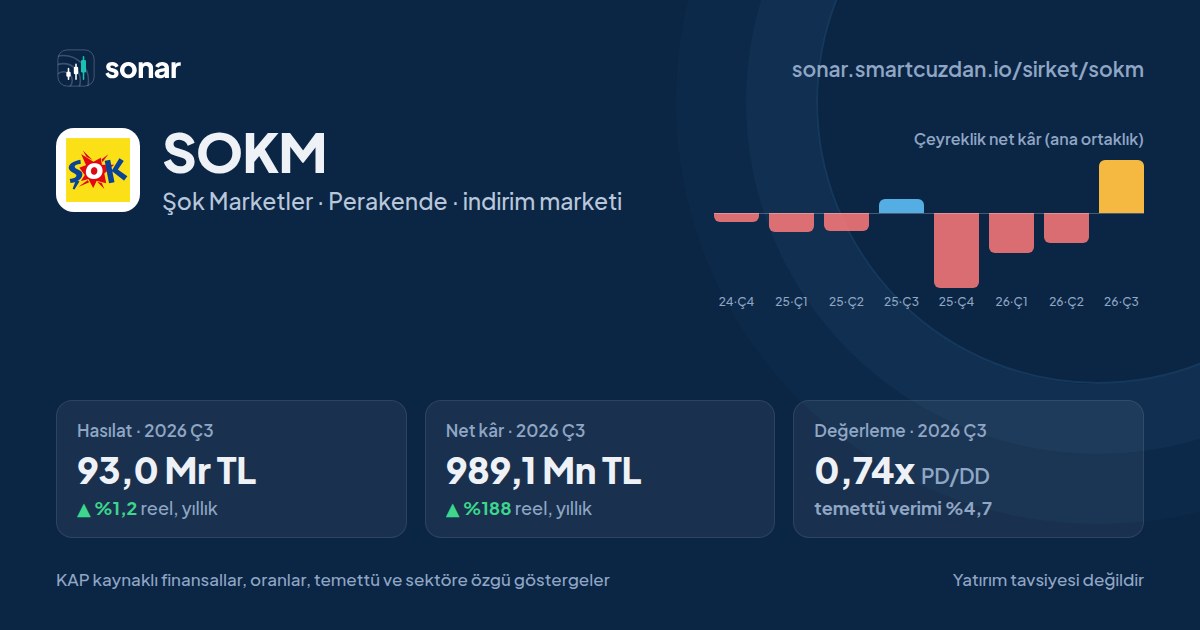 sonar
sonar.smartcuzdan.io/sirket/sokm
ŞOK
SOKM
Şok Marketler · Perakende · indirim marketi
Çeyreklik net kâr (ana ortaklık)
24·Ç4 25·Ç1 25·Ç2 25·Ç3 25·Ç4 26·Ç1 26·Ç2 26·Ç3
Hasılat · 2026 Ç3
93,0 Mr TL
▲ %1,2 reel, yıllık
Net kâr · 2026 Ç3
989,1 Mn TL
▲ %188 reel, yıllık
Değerleme · 2026 Ç3
0,74x PD/DD
temettü verimi %4,7
KAP kaynaklı finansallar, oranlar, temettü ve sektöre özgü göstergeler
Yatırım tavsiyesi değildir